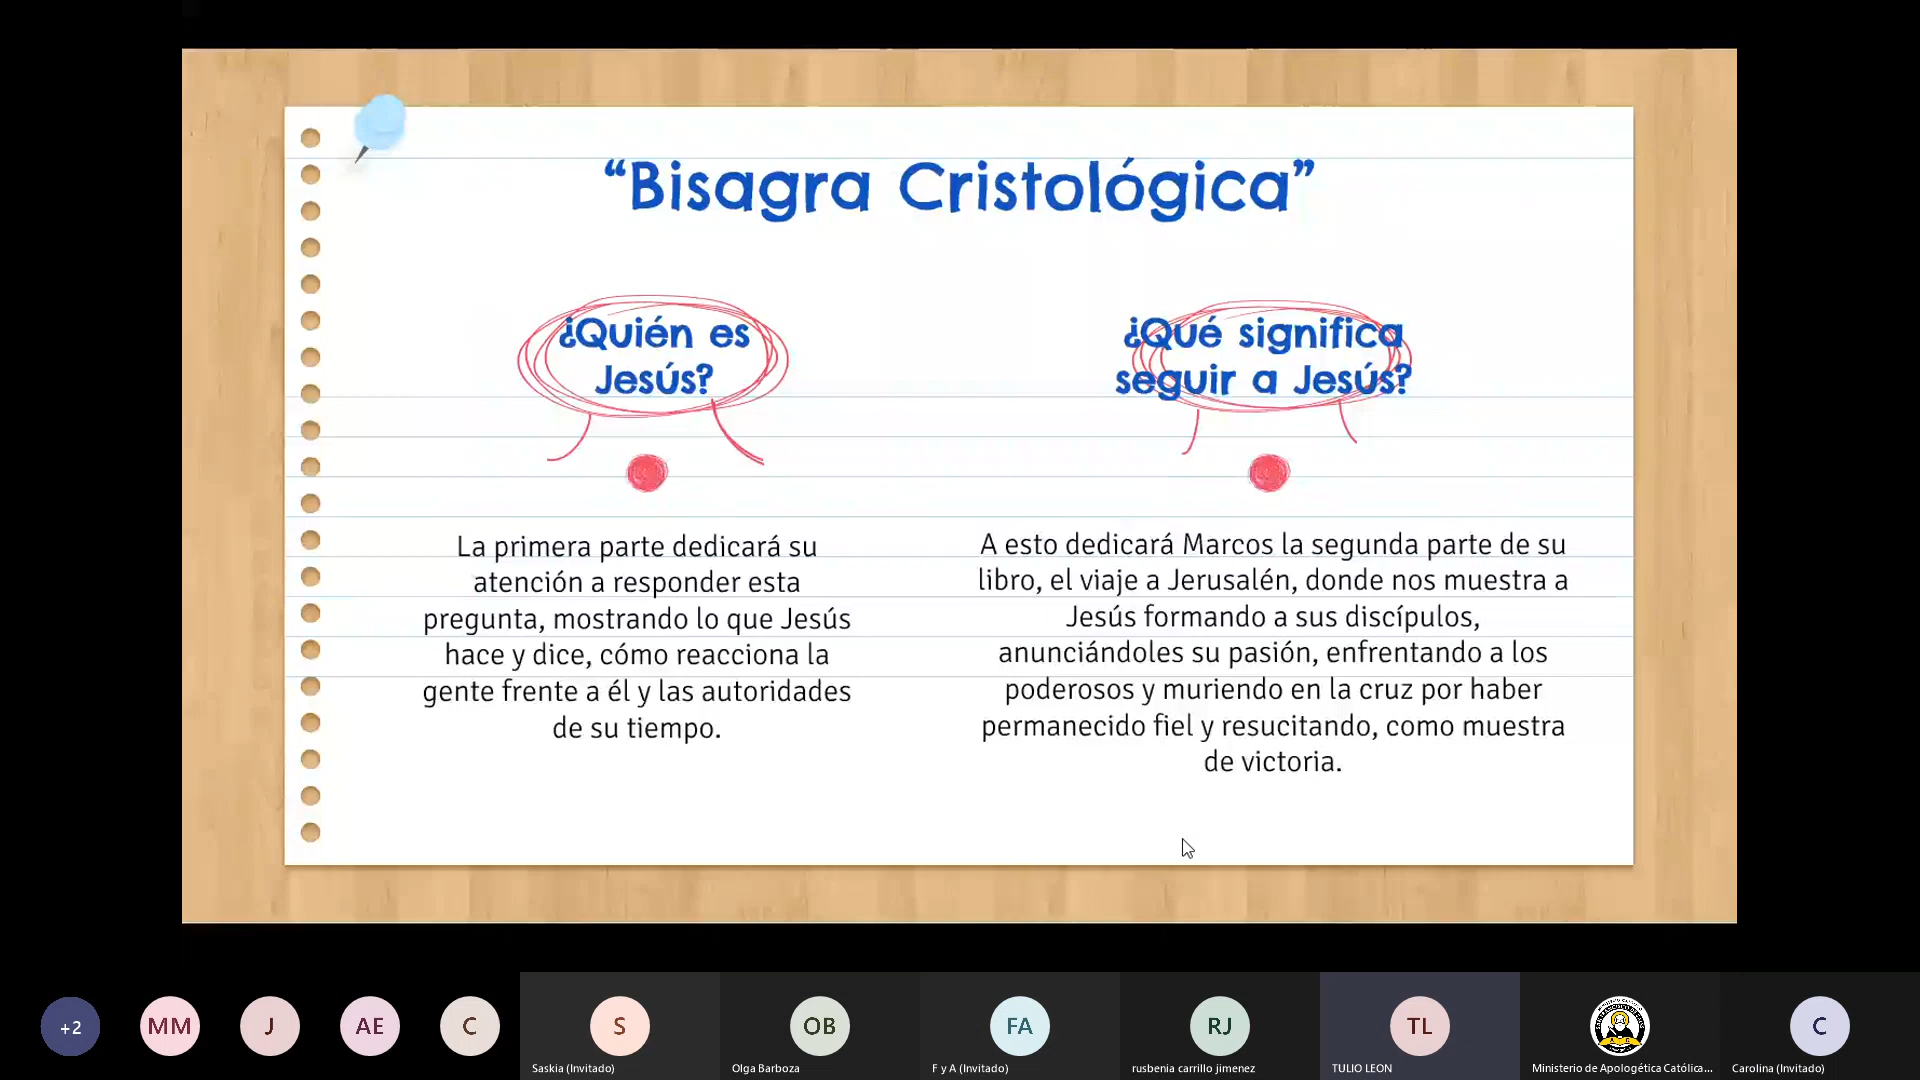 “Bisagra Cristológica”
¿Quién es
Jesús?
¿Qué significa
seguir a Jesús?
La primera parte dedicará su
atención a responder esta
pregunta, mostrando lo que Jesús
hace y dice, cómo reacciona la
gente frente a él y las autoridades
de su tiempo.
A esto dedicará Marcos la segunda parte de su
libro, el viaje a Jerusalén, donde nos muestra a
Jesús formando a sus discípulos,
anunciándoles su pasión, enfrentando a los
poderosos y muriendo en la cruz por haber
permanecido fiel y resucitando, como muestra
de victoria.
+2
MM
J
AE
C
S
OB
FA
RJ
TL
C
Saskia (Invitado)
Olga Barboza
F y A (Invitado)
rusbenia carrillo jimenez
TULIO LEON
Ministerio de Apologética Católica...
Carolina (Invitado)